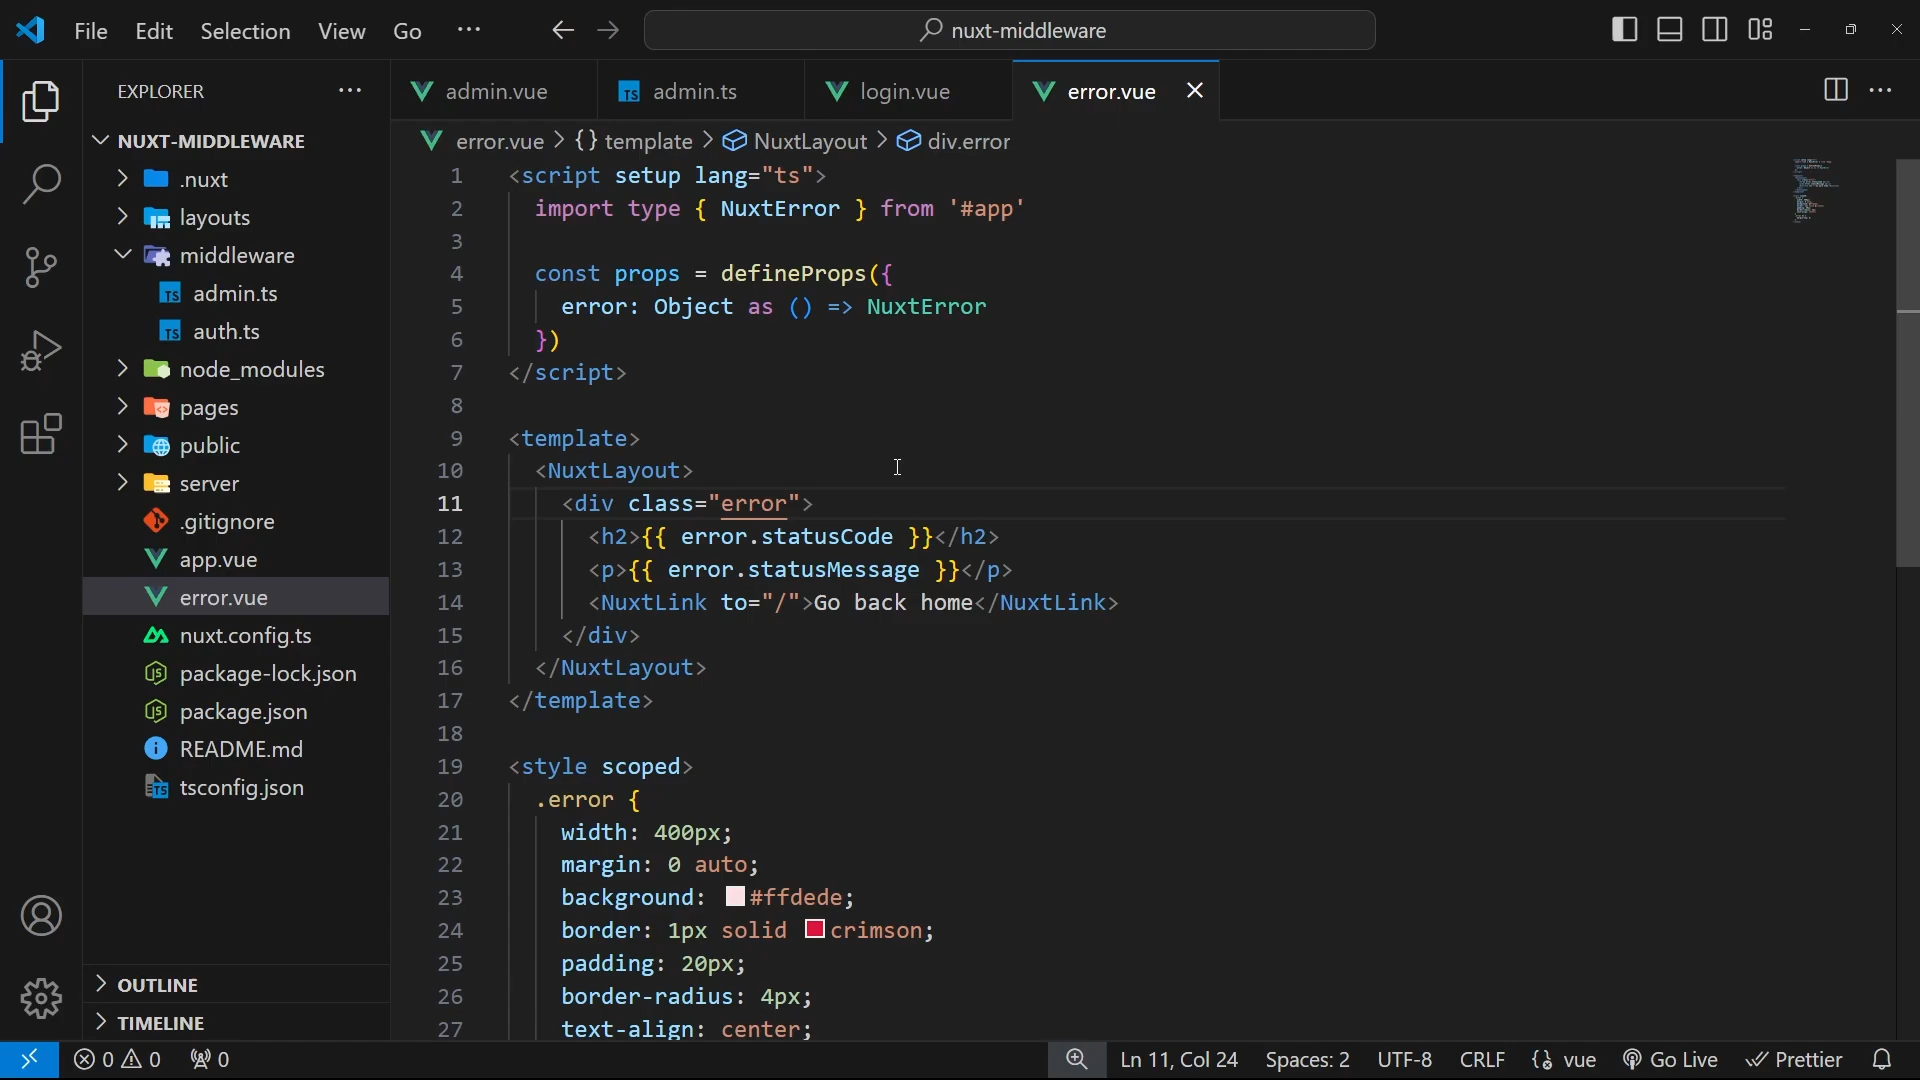 File Edit Selection View Go ··· nuxt-middleware
EXPLORER ···
NUXT-MIDDLEWARE
.nuxt
layouts
middleware
admin.ts
auth.ts
node_modules
pages
public
server
.gitignore
app.vue
error.vue
nuxt.config.ts
package-lock.json
package.json
README.md
tsconfig.json
OUTLINE
TIMELINE
admin.vue admin.ts login.vue error.vue
error.vue > {} template > NuxtLayout > div.error
1 <script setup lang="ts">
2 import type { NuxtError } from '#app'
3
4 const props = defineProps({
5 error: Object as () => NuxtError
6 })
7 </script>
8
9 <template>
10 <NuxtLayout>
11 <div class="error">
12 <h2>{{ error.statusCode }}</h2>
13 <p>{{ error.statusMessage }}</p>
14 <NuxtLink to="/">Go back home</NuxtLink>
15 </div>
16 </NuxtLayout>
17 </template>
18
19 <style scoped>
20 .error {
21 width: 400px;
22 margin: 0 auto;
23 background: #ffdede;
24 border: 1px solid crimson;
25 padding: 20px;
26 border-radius: 4px;
27 text-align: center;
0 0 0 Ln 11, Col 24 Spaces: 2 UTF-8 CRLF vue Go Live Prettier